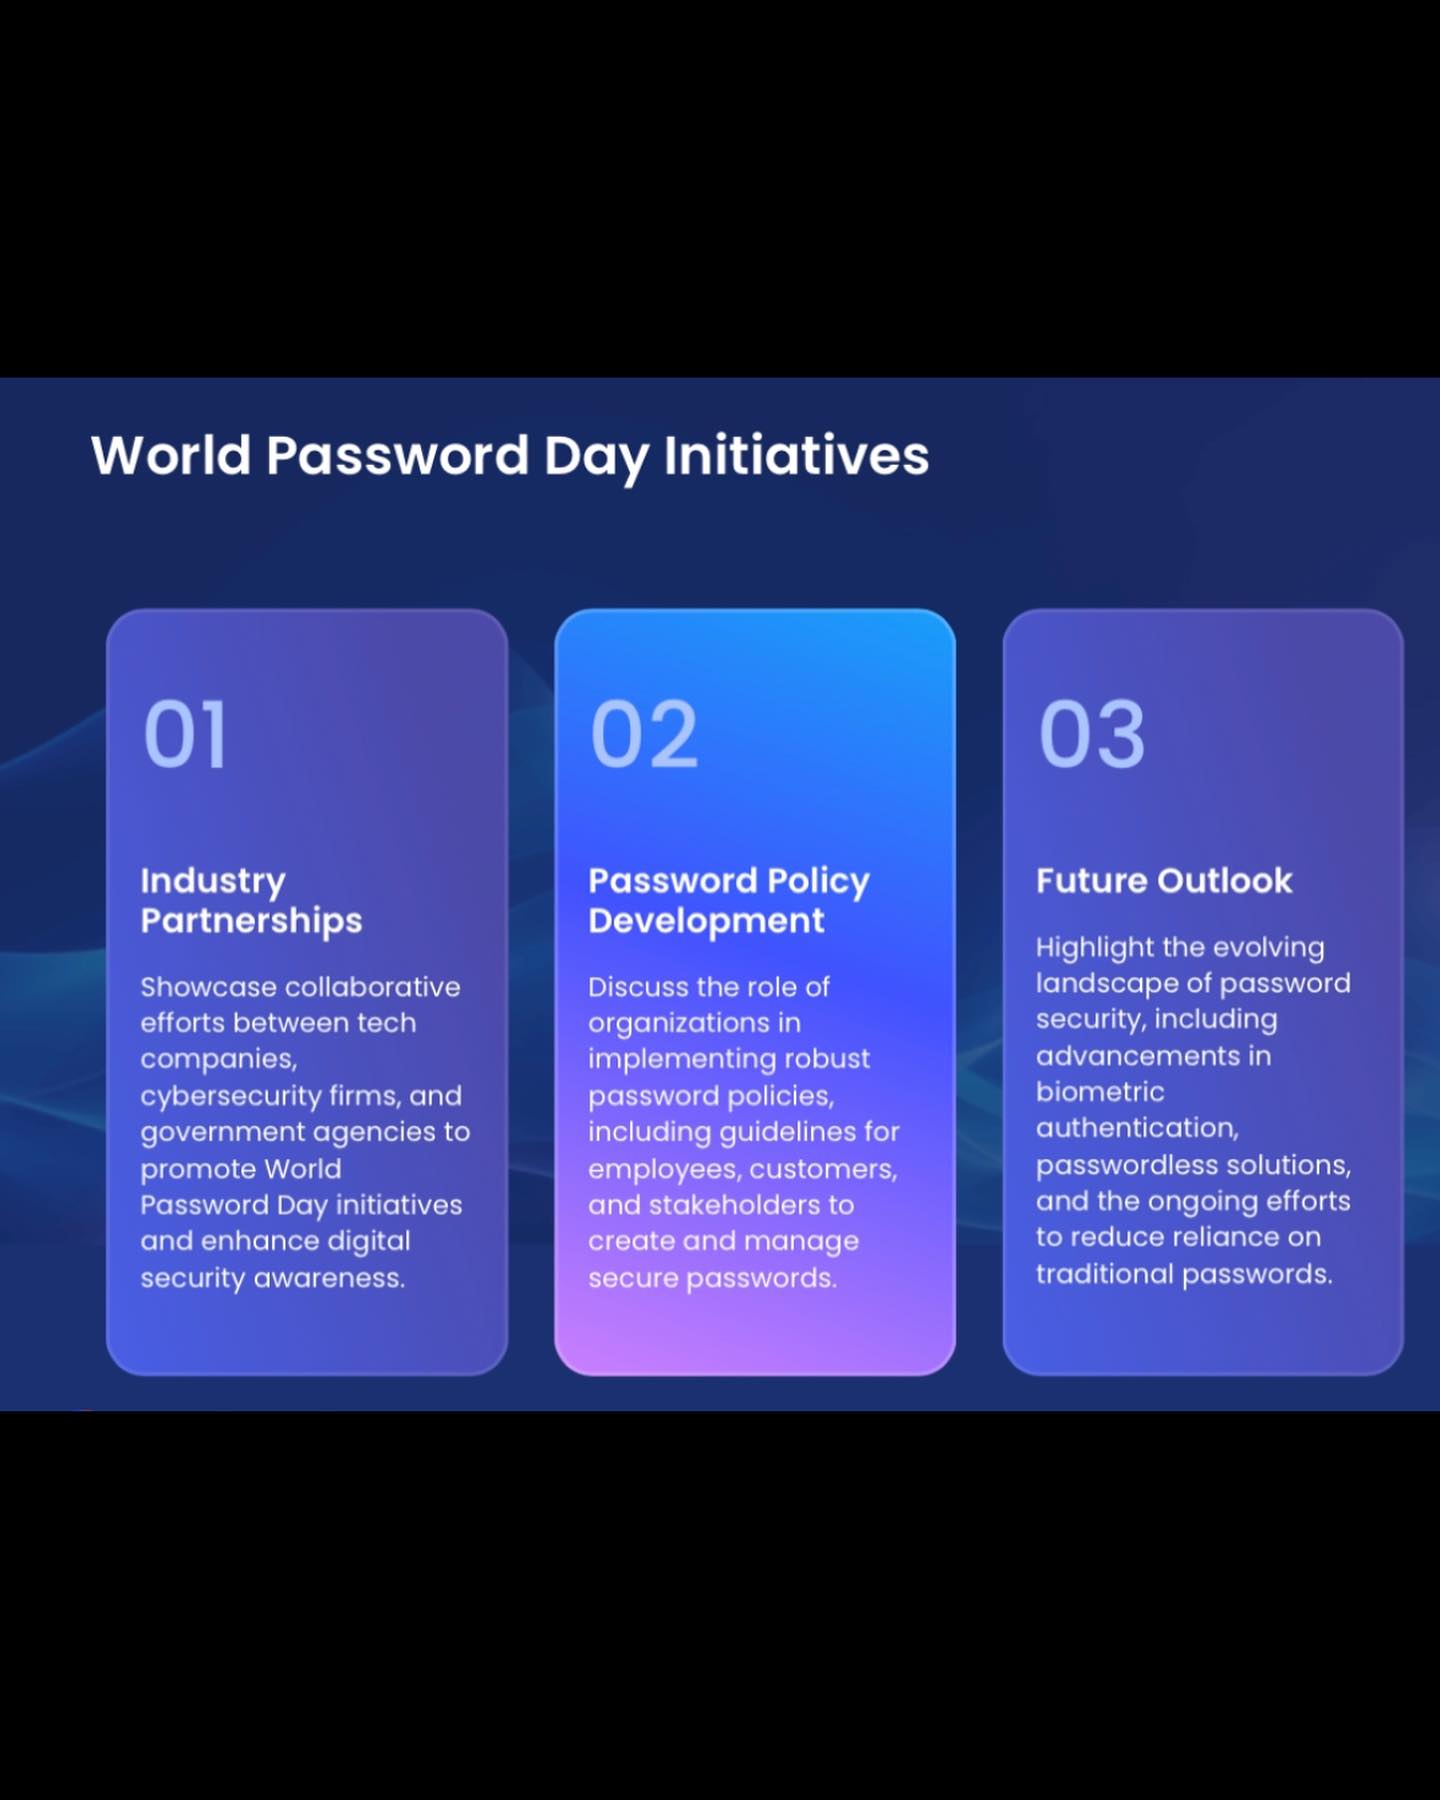 World Password Day Initiatives
01
Industry
Partnerships
Showcase collaborative
efforts between tech
companies,
cybersecurity firms, and
government agencies to
promote World
Password Day initiatives
and enhance digital
security awareness.
02
Password Policy
Development
Discuss the role of
organizations in
implementing robust
password policies,
including guidelines for
employees, customers,
and stakeholders to
create and manage
secure passwords.
03
Future Outlook
Highlight the evolving
landscape of password
security, including
advancements in
biometric
authentication,
passwordless solutions,
and the ongoing efforts
to reduce reliance on
traditional passwords.